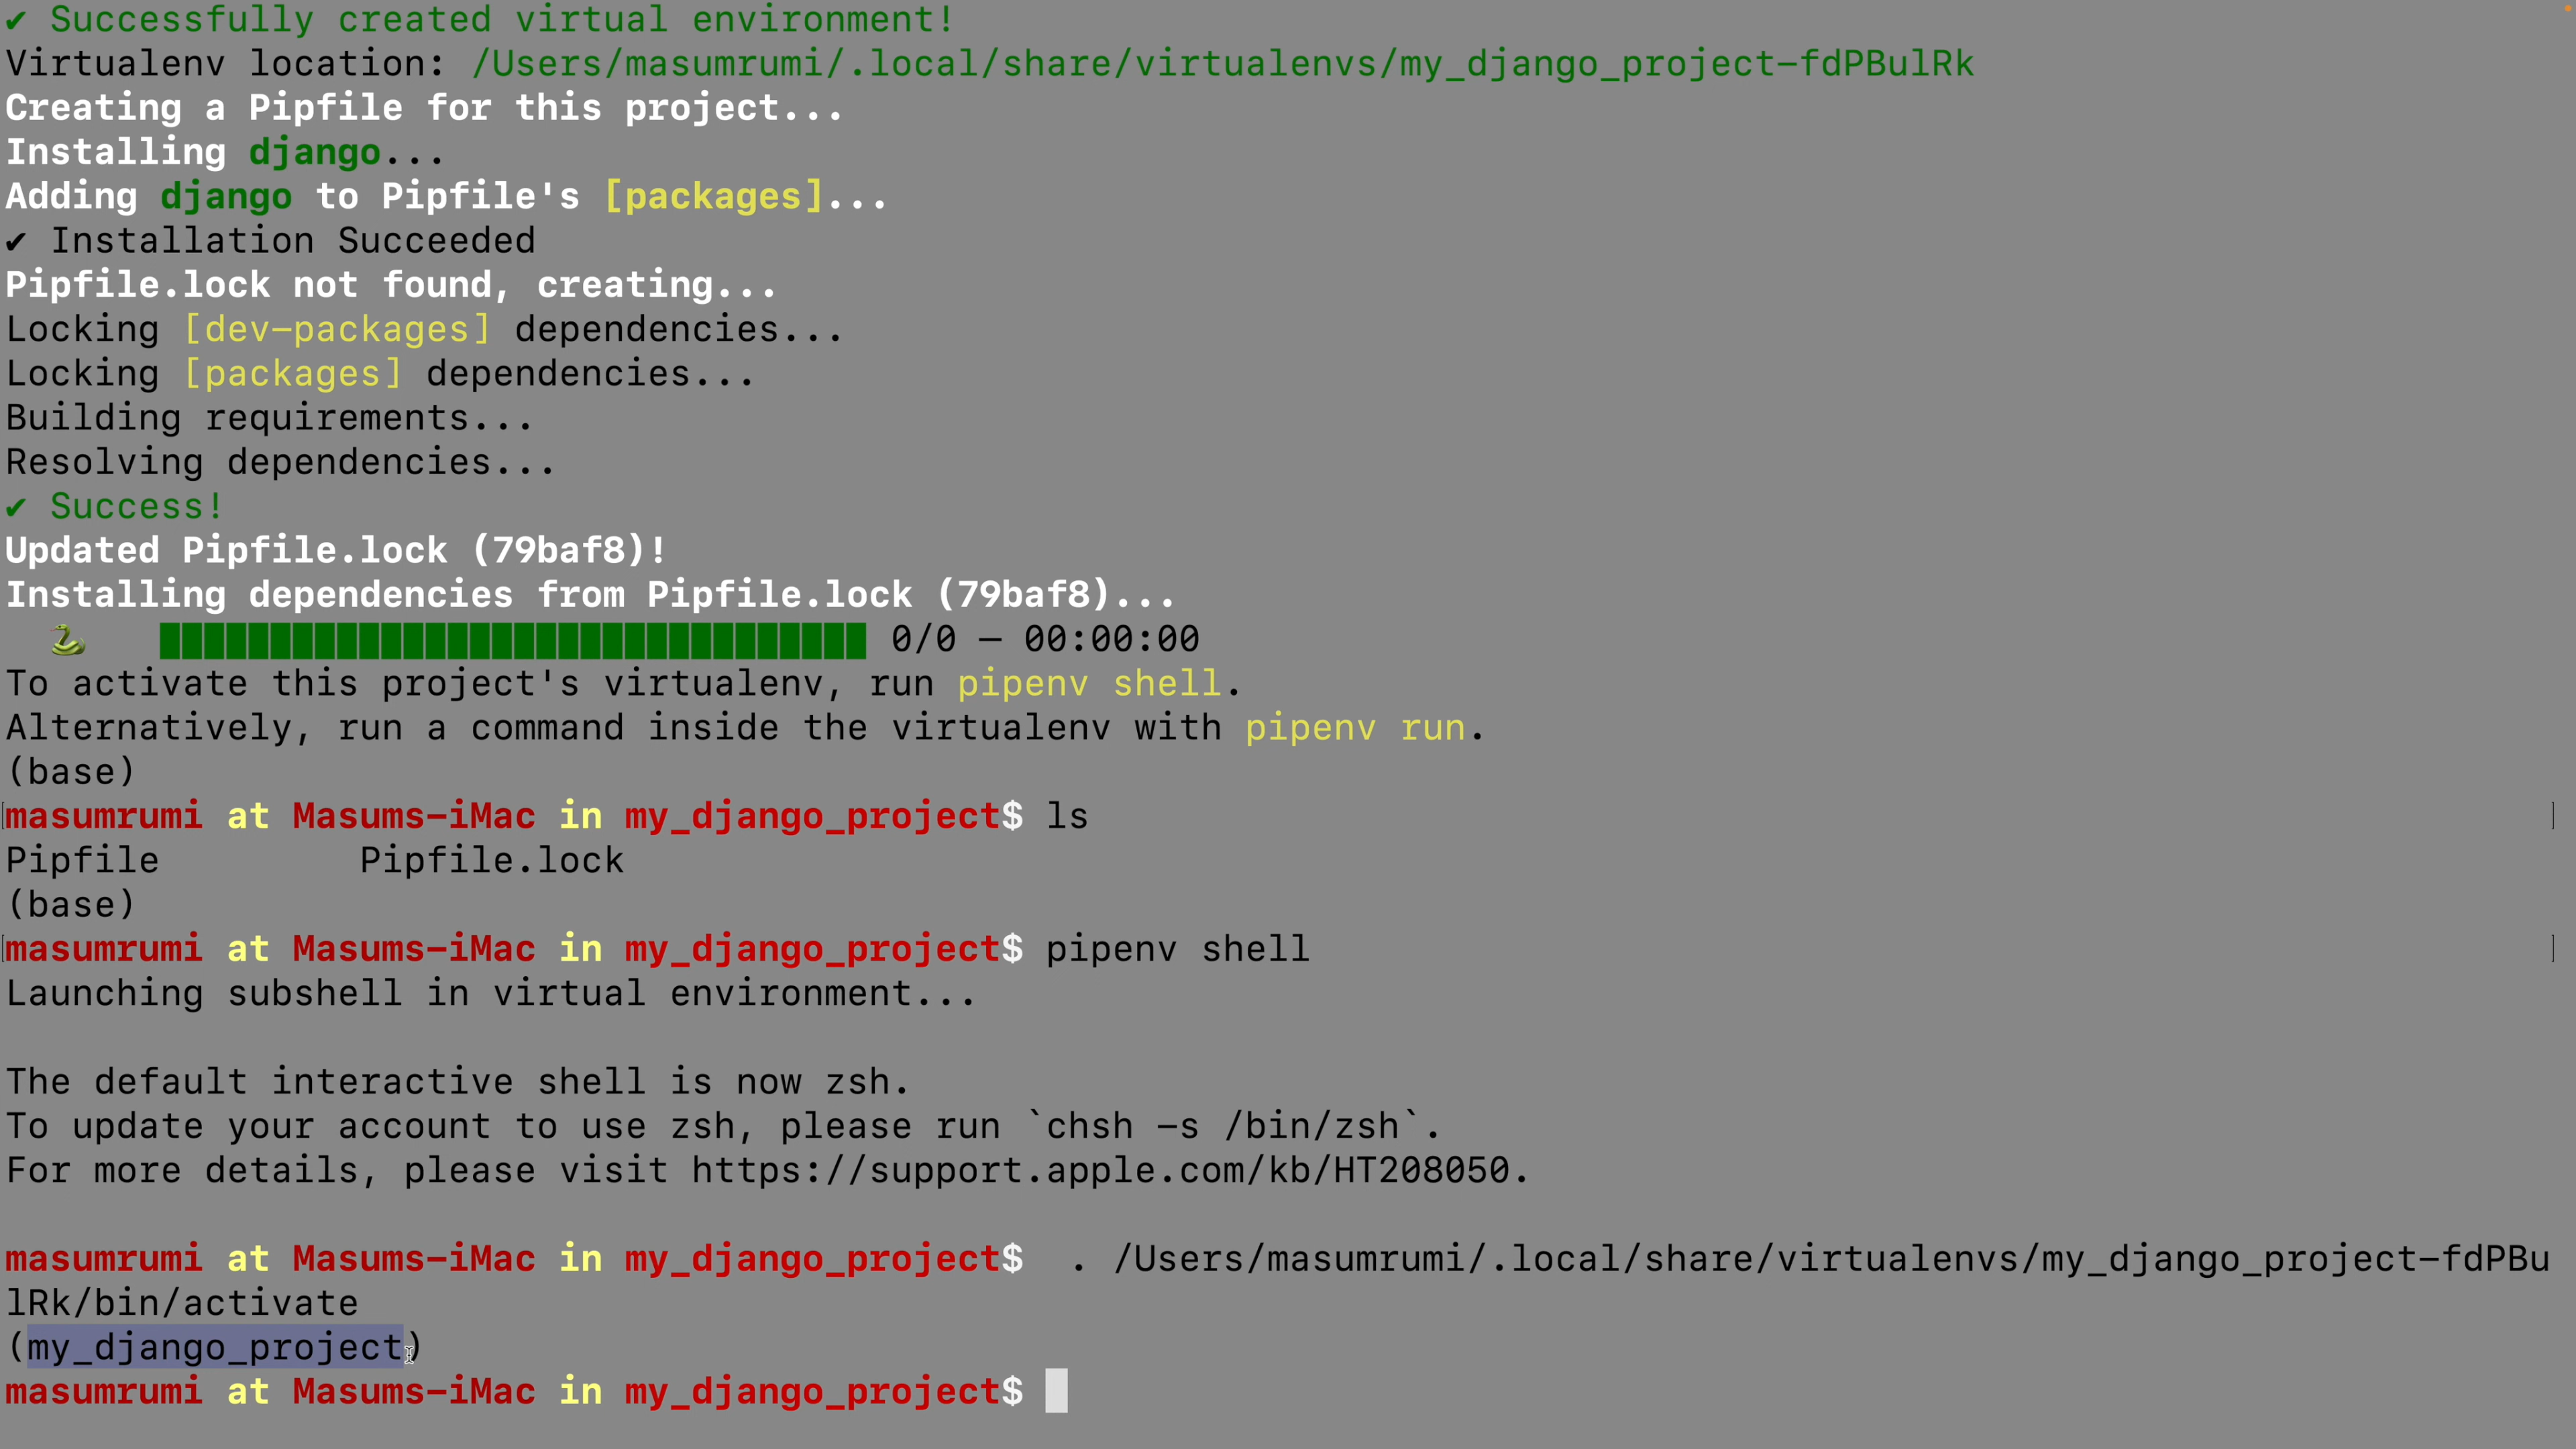 ✔ Successfully created virtual environment!
Virtualenv location: /Users/masumrumi/.local/share/virtualenvs/my_django_project-fdPBulRk
Creating a Pipfile for this project...
Installing django...
Adding django to Pipfile's [packages]...
✔ Installation Succeeded
Pipfile.lock not found, creating...
Locking [dev-packages] dependencies...
Locking [packages] dependencies...
Building requirements...
Resolving dependencies...
✔ Success!
Updated Pipfile.lock (79baf8)!
Installing dependencies from Pipfile.lock (79baf8)...
🐍 ▉▉▉▉▉▉▉▉▉▉▉▉▉▉▉▉▉▉▉▉▉▉▉▉▉▉▉▉▉▉▉▉ 0/0 — 00:00:00
To activate this project's virtualenv, run pipenv shell.
Alternatively, run a command inside the virtualenv with pipenv run.
(base)
masumrumi at Masums-iMac in my_django_project$ ls
Pipfile Pipfile.lock
(base)
masumrumi at Masums-iMac in my_django_project$ pipenv shell
Launching subshell in virtual environment...
The default interactive shell is now zsh.
To update your account to use zsh, please run `chsh -s /bin/zsh`.
For more details, please visit https://support.apple.com/kb/HT208050.
masumrumi at Masums-iMac in my_django_project$ . /Users/masumrumi/.local/share/virtualenvs/my_django_project-fdPBu
lRk/bin/activate
(my_django_project)
masumrumi at Masums-iMac in my_django_project$